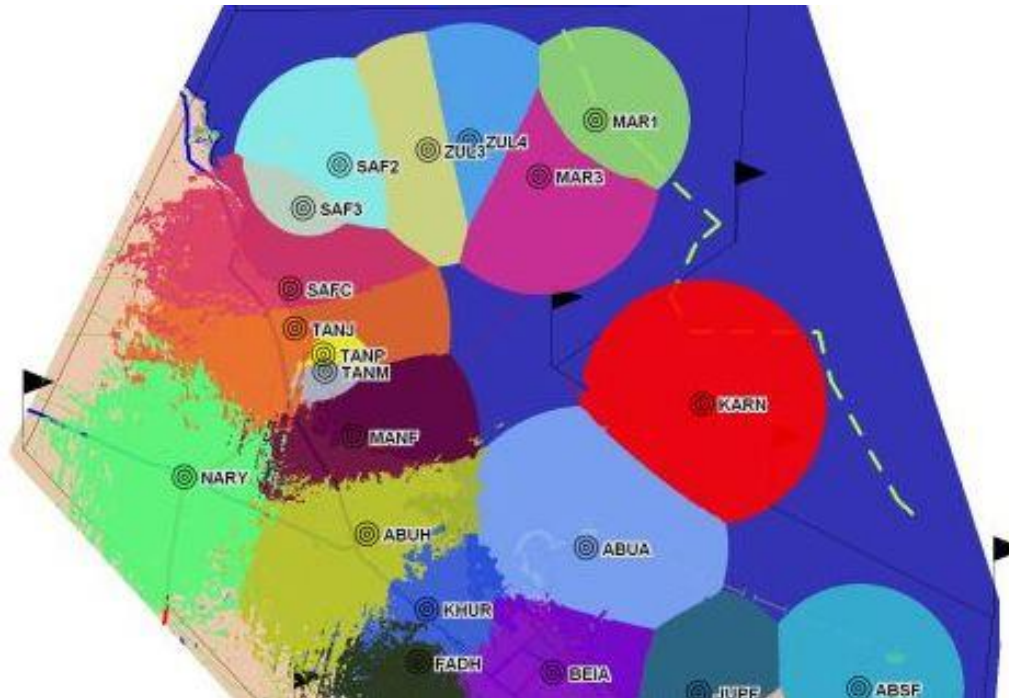 MAR1
ZUL4
ZUL3
SAF2
MAR3
SAF3
SAFC
TANJ
TANP
TANM
KARN
MANF
NARY
ABUH
ABUA
KHUR
FADH
BEIA
ABSF